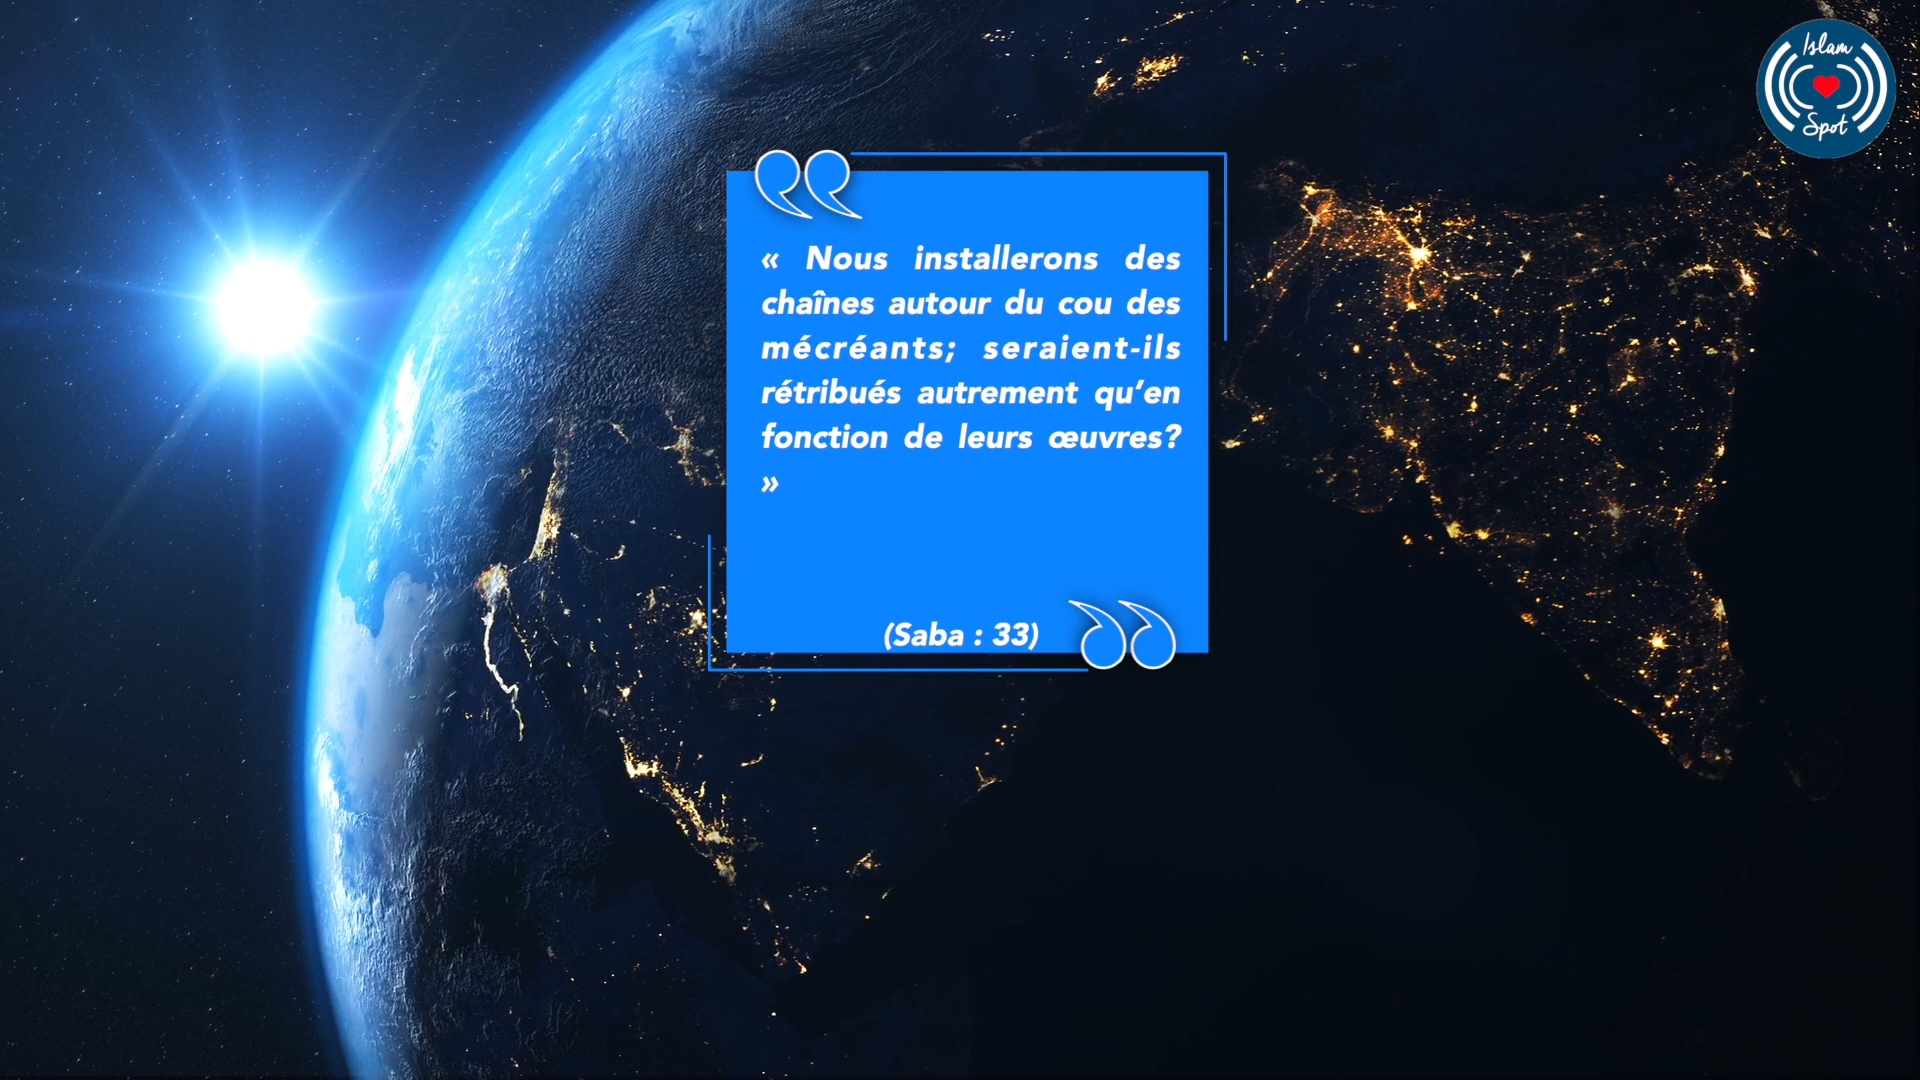 Islam
Spot
« Nous installerons des
chaînes autour du cou des
mécréants; seraient-ils
rétribués autrement qu’en
fonction de leurs œuvres?
»
(Saba : 33)